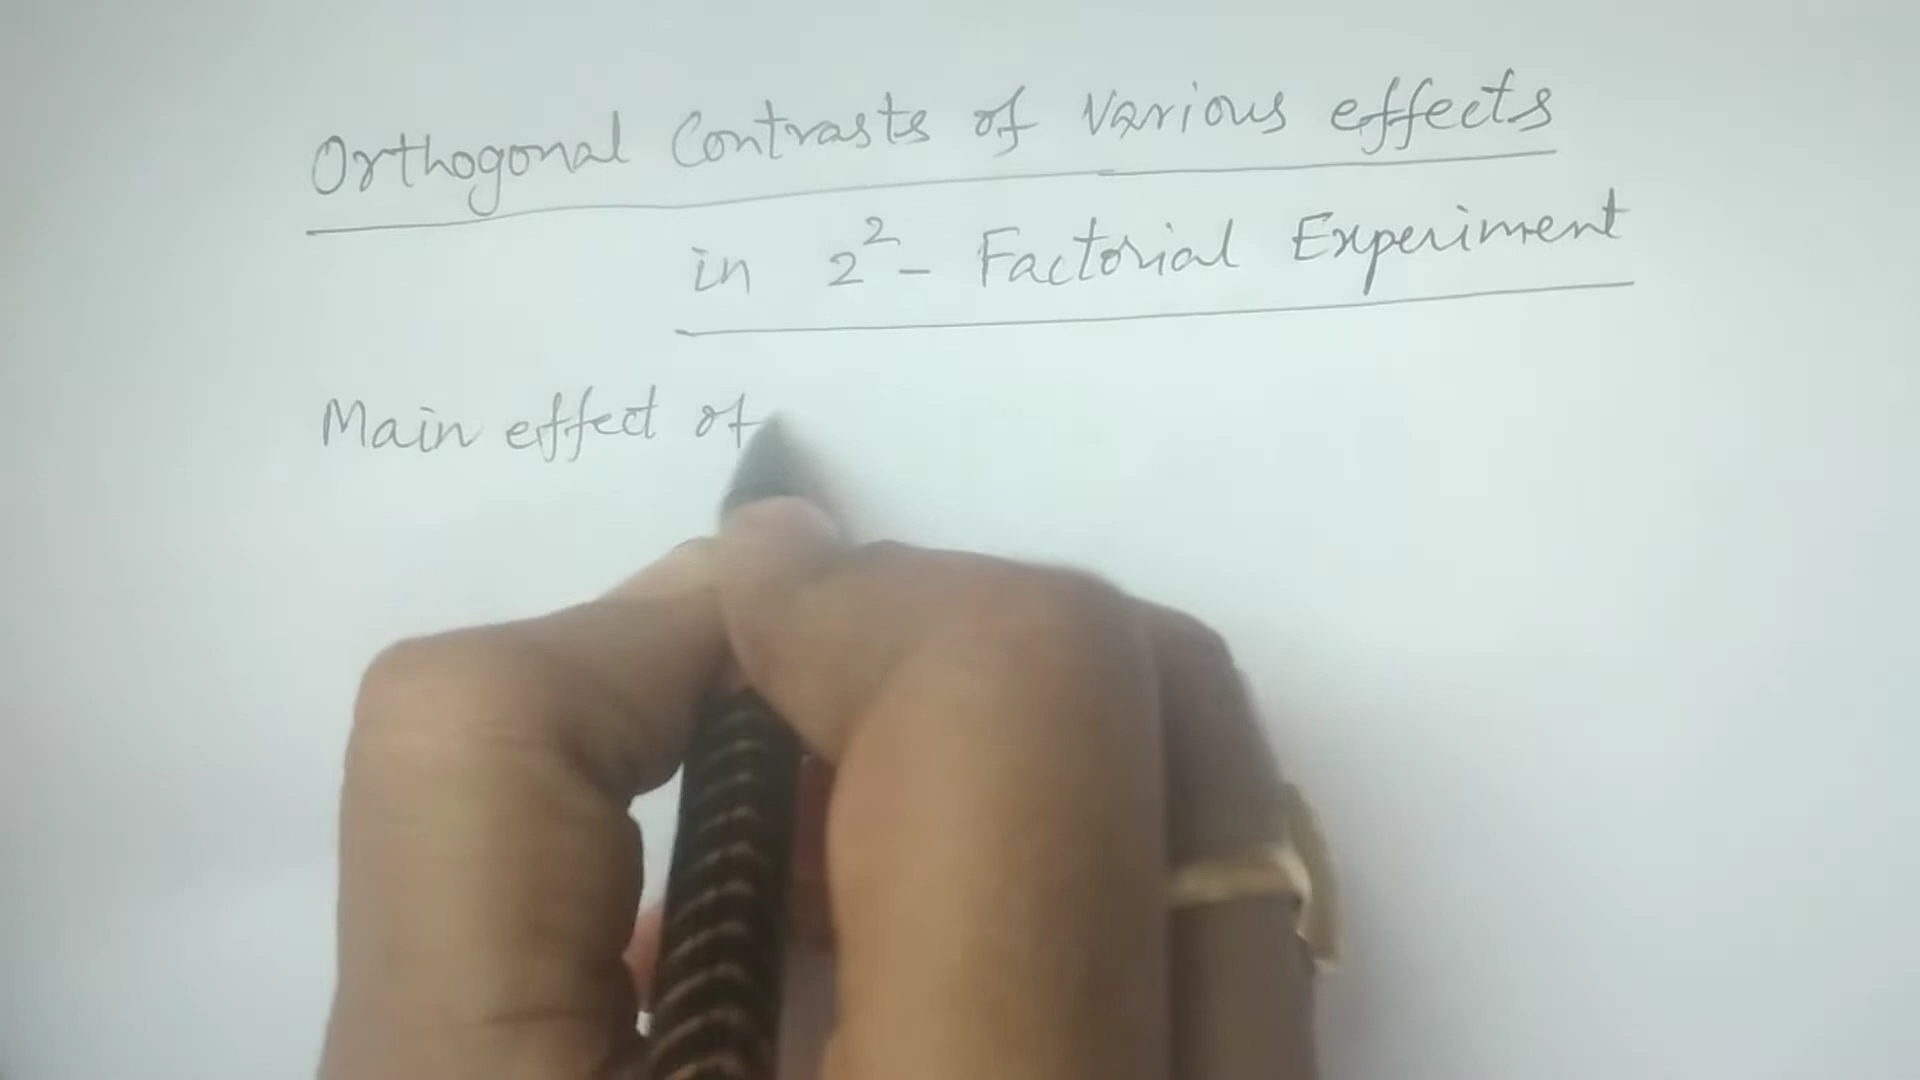 Orthogonal Contrasts of various effects
in 2²- Factorial Experiment
Main effect of